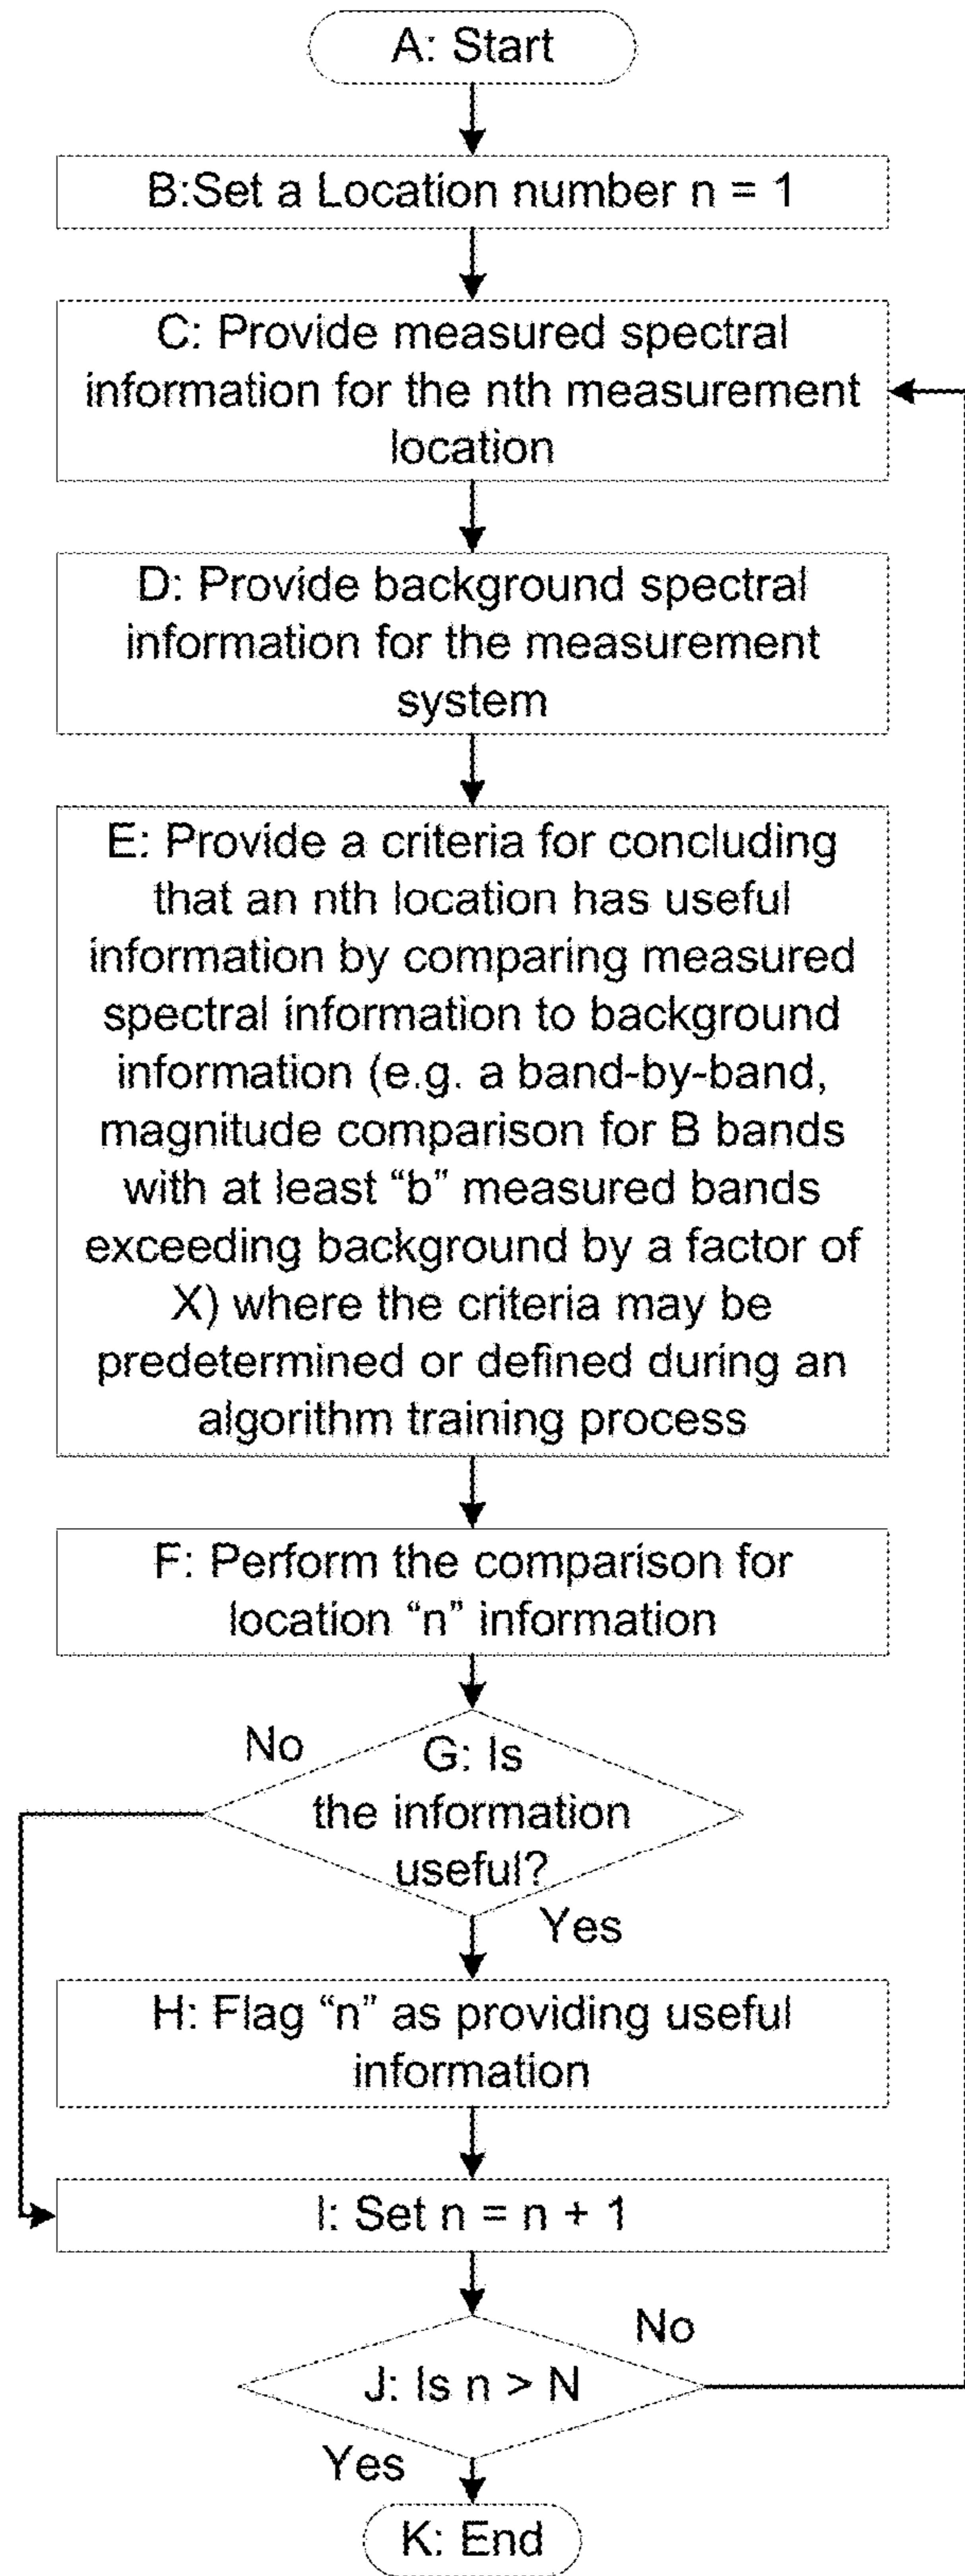 A: Start
B:Set a Location number n = 1
C: Provide measured spectral
information for the nth measurement
location
D: Provide background spectral
information for the measurement
system
E: Provide a criteria for concluding
that an nth location has useful
information by comparing measured
spectral information to background
information (e.g. a band-by-band,
magnitude comparison for B bands
with at least “b” measured bands
exceeding background by a factor of
X) where the criteria may be
predetermined or defined during an
algorithm training process
F: Perform the comparison for
location “n” information
No
G: Is
the information
useful?
Yes
H: Flag “n” as providing useful
information
I: Set n = n + 1
No
J: Is n > N
Yes
K: End